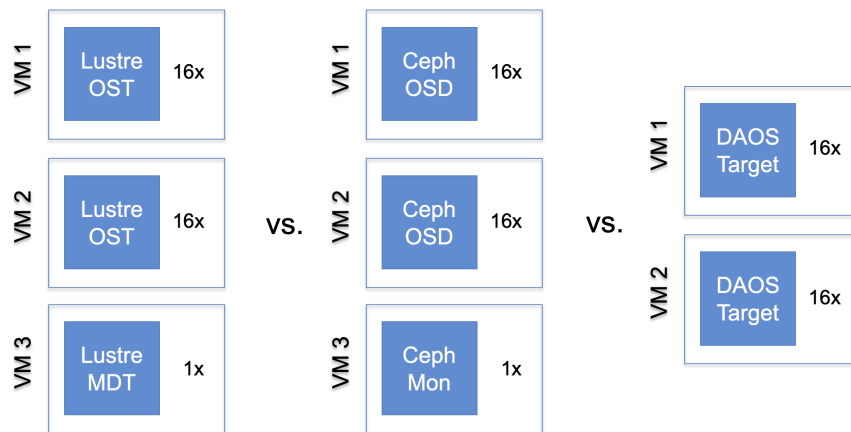 VM 1
Lustre
OST
16x
VM 2
Lustre
OST
16x
VM 3
Lustre
MDT
1x
vs.
VM 1
Ceph
OSD
16x
VM 2
Ceph
OSD
16x
VM 3
Ceph
Mon
1x
vs.
VM 1
DAOS
Target
16x
VM 2
DAOS
Target
16x